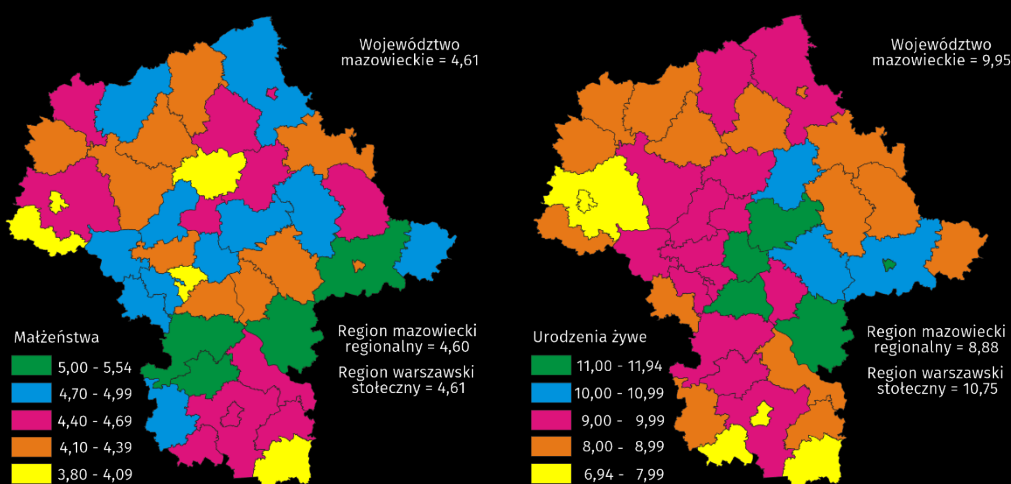 Województwo
mazowieckie = 4,61
Małżeństwa
5,00 - 5,54
4,70 - 4,99
4,40 - 4,69
4,10 - 4,39
3,80 - 4,09
Region mazowiecki
regionalny = 4,60
Region warszawski
stołeczny = 4,61
Województwo
mazowieckie = 9,95
Urodzenia żywe
11,00 - 11,94
10,00 - 10,99
9,00 - 9,99
8,00 - 8,99
6,94 - 7,99
Region mazowiecki
regionalny = 8,88
Region warszawski
stołeczny = 10,75